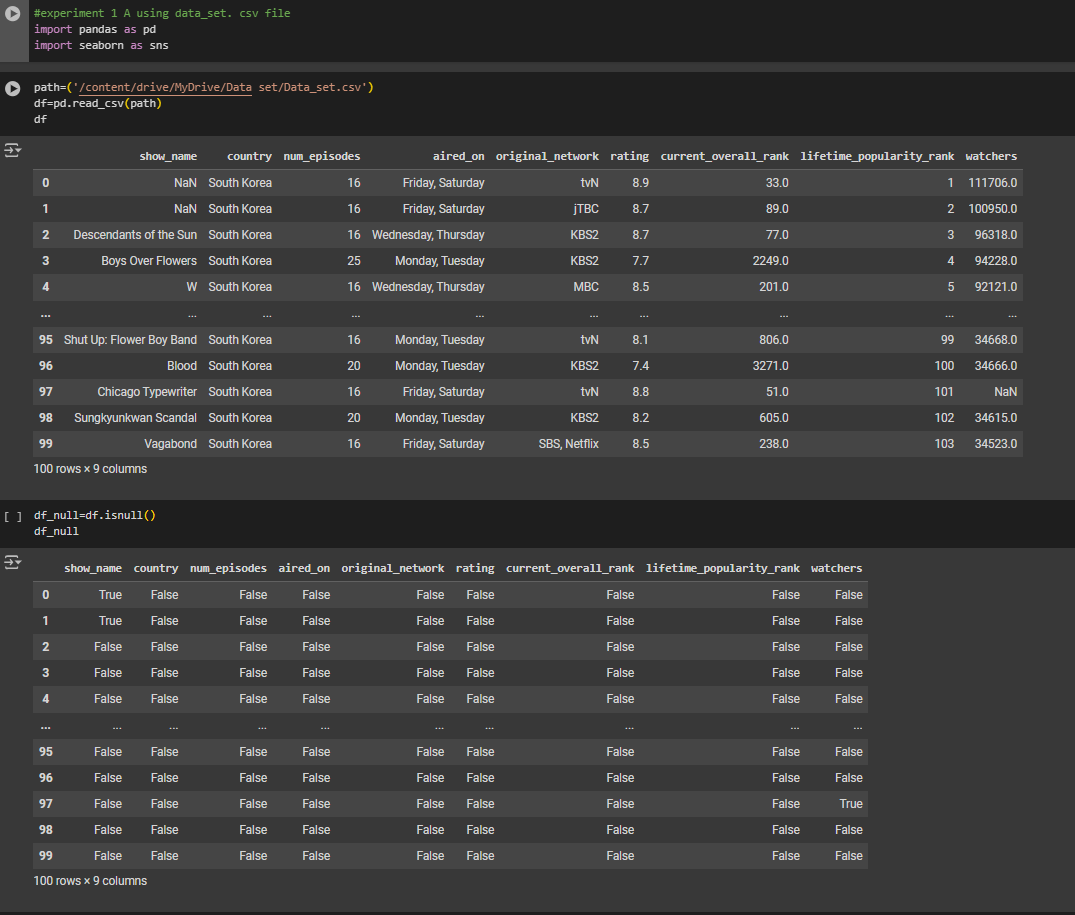 #experiment 1 A using data_set. csv file
import pandas as pd
import seaborn as sns
path=('/content/drive/MyDrive/Data set/Data_set.csv')
df=pd.read_csv(path)
df
show_name country num_episodes aired_on original_network rating current_overall_rank lifetime_popularity_rank watchers
0 NaN South Korea 16 Friday, Saturday tvN 8.9 33.0 1 111706.0
1 NaN South Korea 16 Friday, Saturday jTBC 8.7 89.0 2 100950.0
2 Descendants of the Sun South Korea 16 Wednesday, Thursday KBS2 8.7 77.0 3 96318.0
3 Boys Over Flowers South Korea 25 Monday, Tuesday KBS2 7.7 2249.0 4 94228.0
4 W South Korea 16 Wednesday, Thursday MBC 8.5 201.0 5 92121.0
... ... ... ... ... ... ... ... ... ...
95 Shut Up: Flower Boy Band South Korea 16 Monday, Tuesday tvN 8.1 806.0 99 34668.0
96 Blood South Korea 20 Monday, Tuesday KBS2 7.4 3271.0 100 34666.0
97 Chicago Typewriter South Korea 16 Friday, Saturday tvN 8.8 51.0 101 NaN
98 Sungkyunkwan Scandal South Korea 20 Monday, Tuesday KBS2 8.2 605.0 102 34615.0
99 Vagabond South Korea 16 Friday, Saturday SBS, Netflix 8.5 238.0 103 34523.0
100 rows × 9 columns
[ ] df_null=df.isnull()
df_null
show_name country num_episodes aired_on original_network rating current_overall_rank lifetime_popularity_rank watchers
0 True False False False False False False False False
1 True False False False False False False False False
2 False False False False False False False False False
3 False False False False False False False False False
4 False False False False False False False False False
... ... ... ... ... ... ... ... ... ...
95 False False False False False False False False False
96 False False False False False False False False False
97 False False False False False False False False True
98 False False False False False False False False False
99 False False False False False False False False False
100 rows × 9 columns